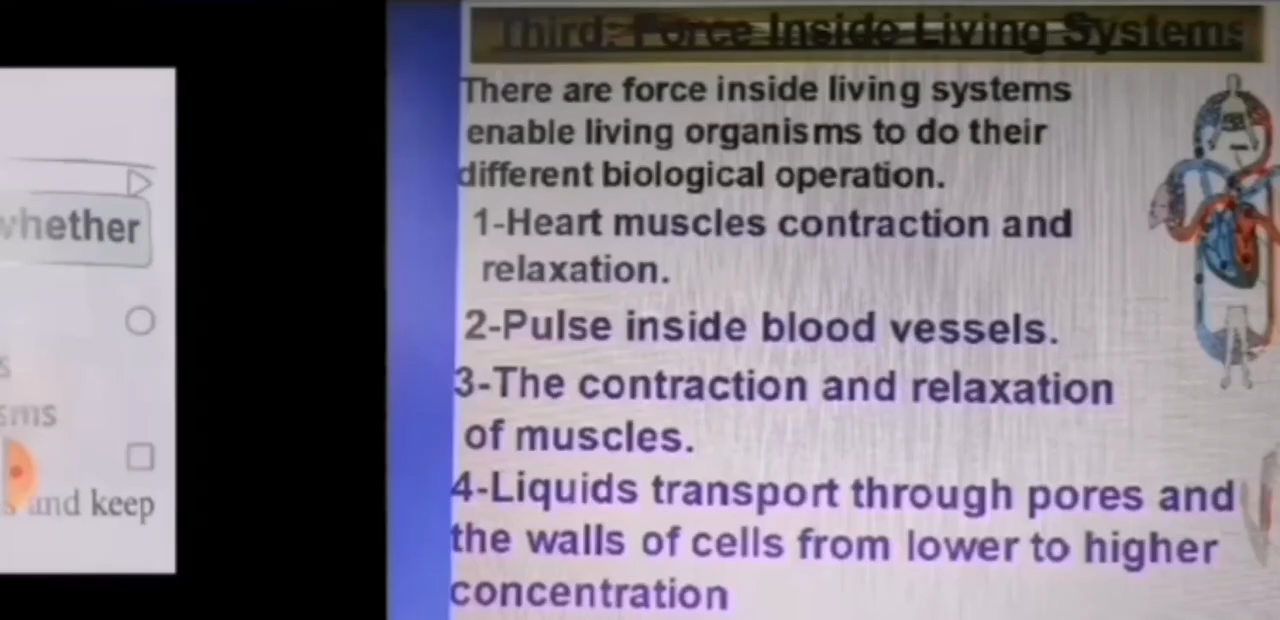 whether
and keep
Third: Force Inside Living Systems
There are force inside living systems
enable living organisms to do their
different biological operation.
1-Heart muscles contraction and
relaxation.
2-Pulse inside blood vessels.
3-The contraction and relaxation
of muscles.
4-Liquids transport through pores and
the walls of cells from lower to higher
concentration